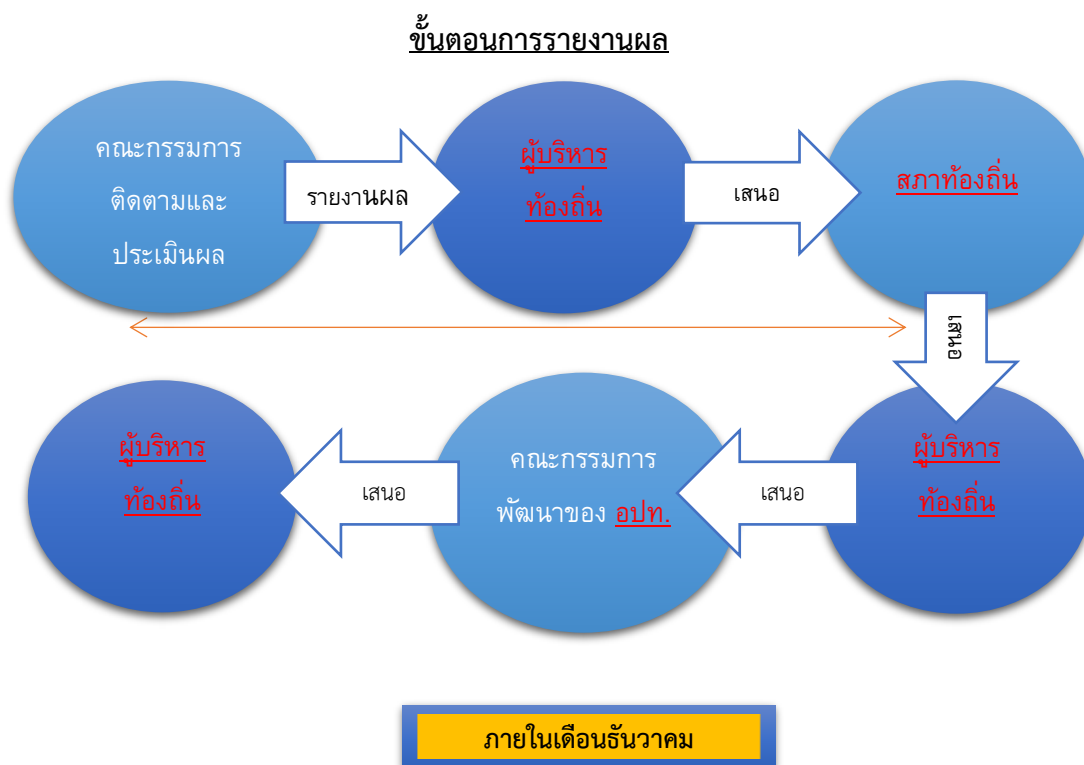 ขั้นตอนการรายงานผล
คณะกรรมการ
ติดตามและ
ประเมินผล
รายงานผล
ผู้บริหาร
ท้องถิ่น
เสนอ
สภาท้องถิ่น
เสนอ
ผู้บริหาร
ท้องถิ่น
เสนอ
คณะกรรมการ
พัฒนาของ อปท.
เสนอ
ผู้บริหาร
ท้องถิ่น
ภายในเดือนธันวาคม